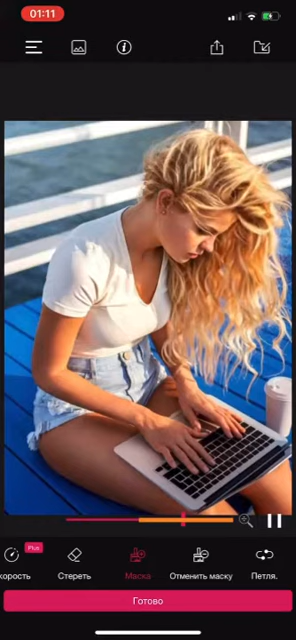 01:11
Plus
корость
Стереть
Маска
Отменить маску
Петля.
Готово